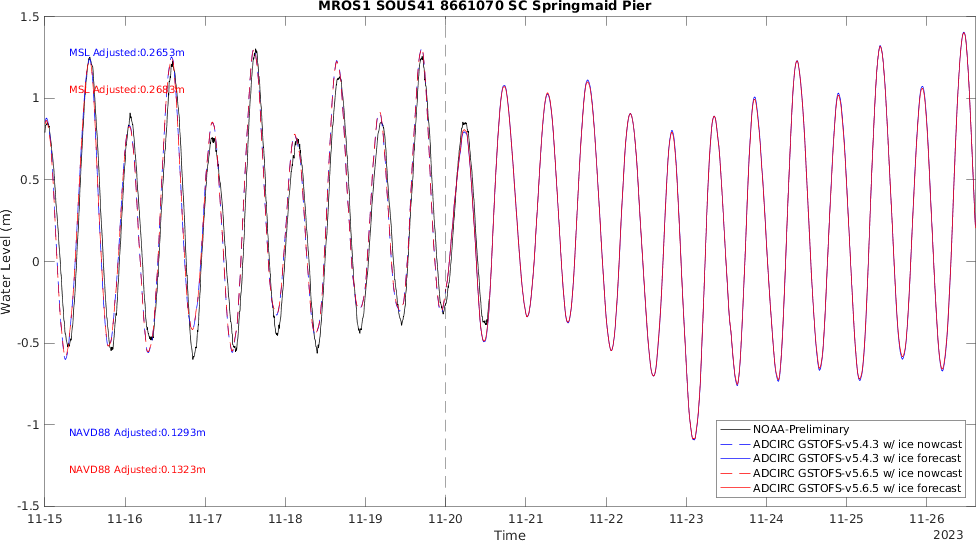 MROS1 SOUS41 8661070 SC Springmaid Pier
1.5
1
0.5
0
-0.5
-1
-1.5
Water Level (m)
MSL Adjusted:0.2653m
MSL Adjusted:0.2683m
NAVD88 Adjusted:0.1293m
NAVD88 Adjusted:0.1323m
NOAA-Preliminary
ADCIRC GSTOFS-v5.4.3 w/ ice nowcast
ADCIRC GSTOFS-v5.4.3 w/ ice forecast
ADCIRC GSTOFS-v5.6.5 w/ ice nowcast
ADCIRC GSTOFS-v5.6.5 w/ ice forecast
11-15 11-16 11-17 11-18 11-19 11-20 11-21 11-22 11-23 11-24 11-25 11-26
Time
2023